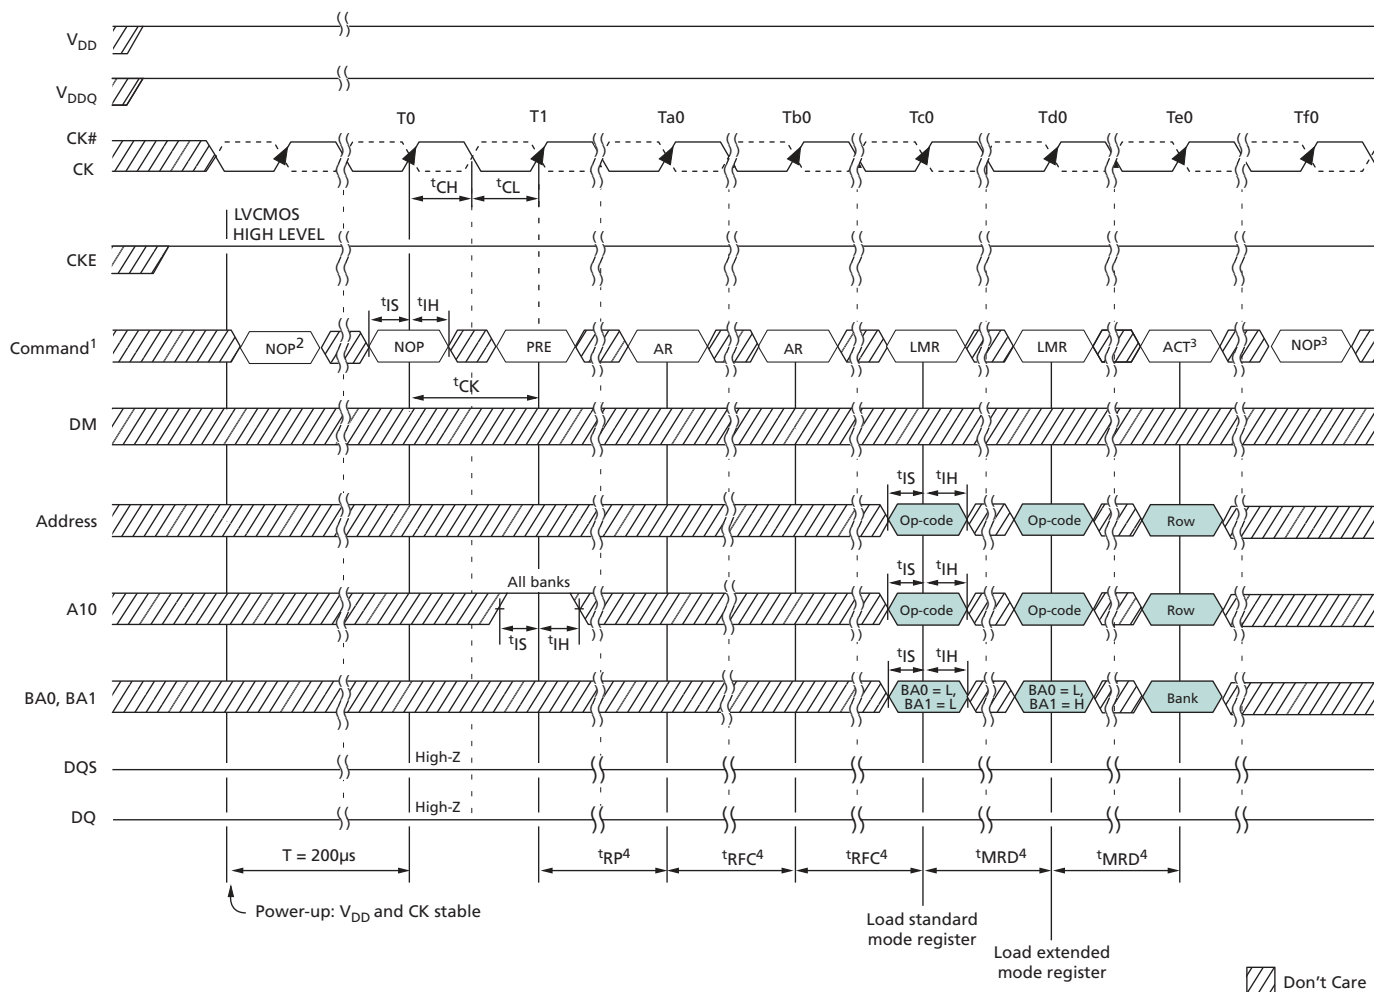 VDD
VDDQ
T0 T1 Ta0 Tb0 Tc0 Td0 Te0 Tf0
CK#
CK
tCH tCL
LVCMOS
HIGH LEVEL
CKE
tIS tIH
Command1 NOP2 NOP PRE AR AR LMR LMR ACT3 NOP3
tCK
DM
tIS tIH
Address Op-code Op-code Row
All banks tIS tIH
A10 Op-code Op-code Row
tIS tIH
tIS tIH
BA0, BA1 BA0 = L, BA1 = L BA0 = L, BA1 = H Bank
High-Z
DQS
High-Z
DQ
T = 200µs tRP4 tRFC4 tRFC4 tMRD4 tMRD4
Power-up: VDD and CK stable
Load standard
mode register
Load extended
mode register
Don't Care